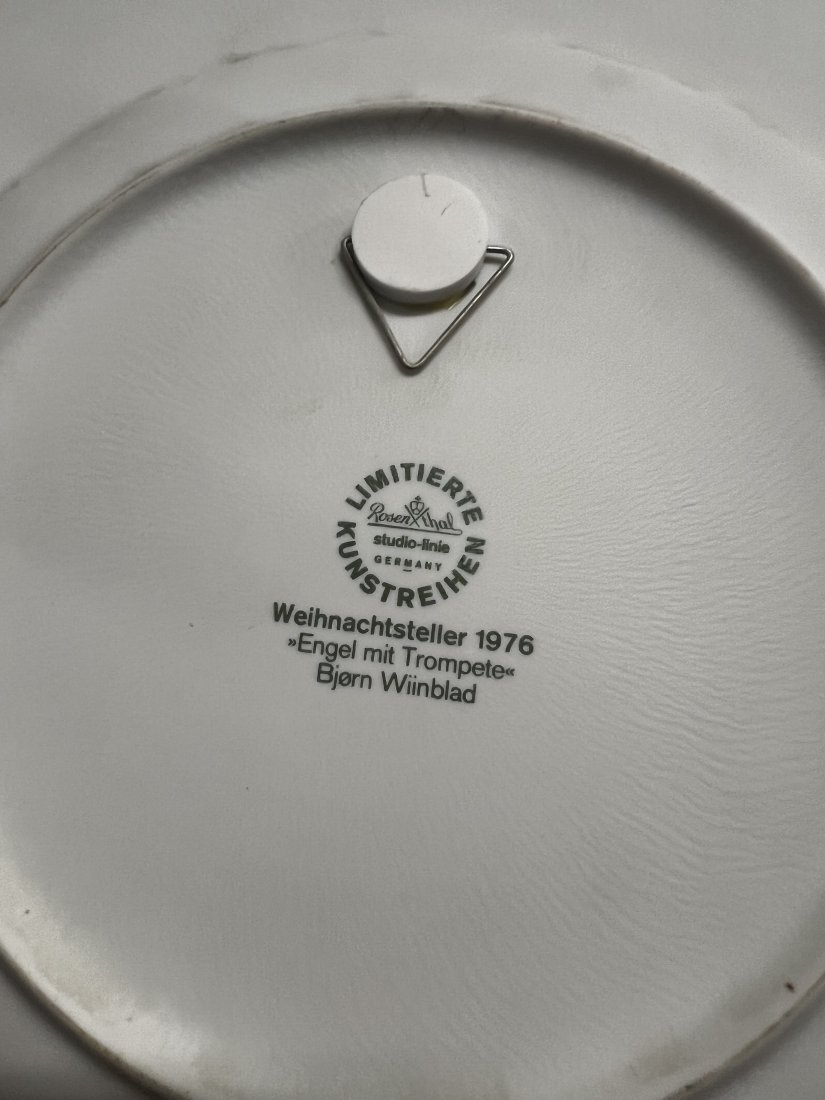 LIMITIERTE
Rosenthal
studio-linie
GERMANY
KUNSTREIHEN
Weihnachtsteller 1976
»Engel mit Trompete«
Bjørn Wiinblad